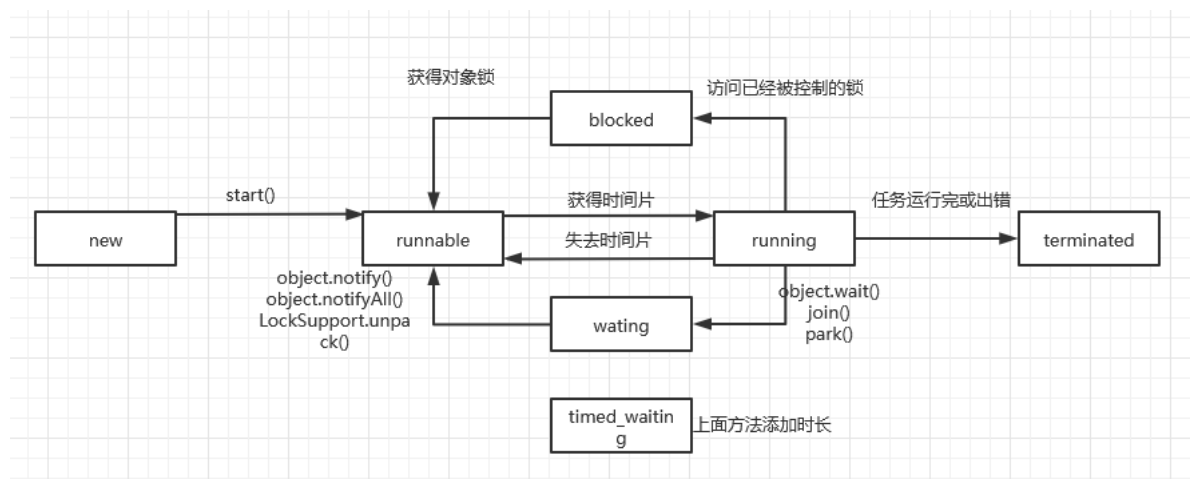 获得对象锁
访问已经被控制的锁
blocked
start()
获得时间片
任务运行完或出错
new
runnable
失去时间片
running
terminated
object.notify()
object.notifyAll()
LockSupport.unpa
ck()
wating
object.wait()
join()
park()
timed_waitin
g
上面方法添加时长